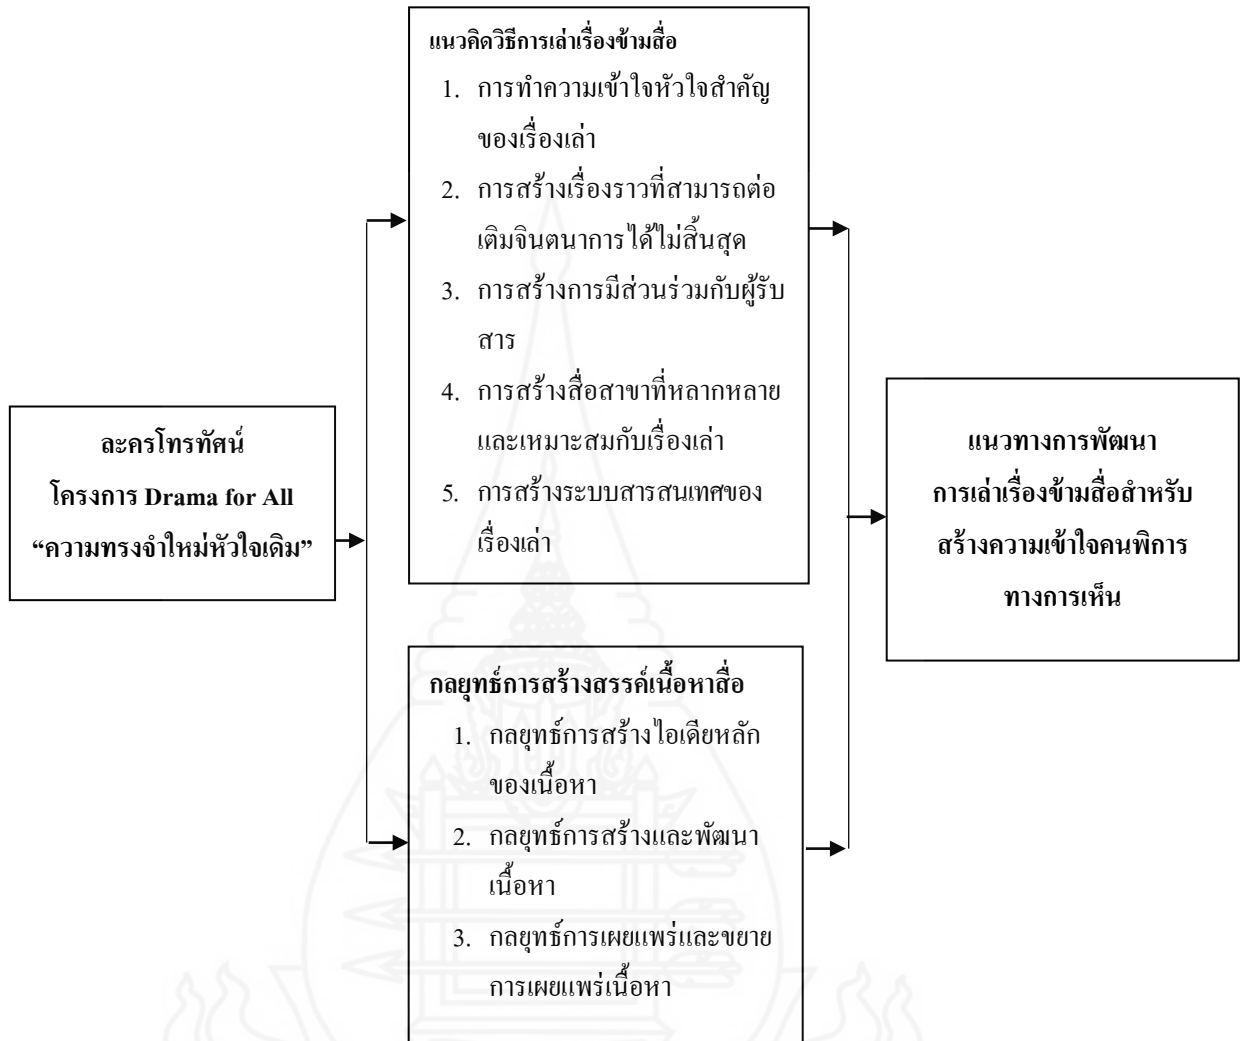 แนวคิดวิธีการเล่าเรื่องข้ามสื่อ
1. การทำความเข้าใจหัวใจสำคัญ
ของเรื่องเล่า
2. การสร้างเรื่องราวที่สามารถต่อ
เติมจินตนาการได้ไม่สิ้นสุด
3. การสร้างการมีส่วนร่วมกับผู้รับ
สาร
4. การสร้างสื่อสาขาที่หลากหลาย
และเหมาะสมกับเรื่องเล่า
5. การสร้างระบบสารสนเทศของ
เรื่องเล่า
ละครโทรทัศน์
โครงการ Drama for All
“ความทรงจำใหม่หัวใจเดิม”
กลยุทธ์การสร้างสรรค์เนื้อหาสื่อ
1. กลยุทธ์การสร้างไอเดียหลัก
ของเนื้อหา
2. กลยุทธ์การสร้างและพัฒนา
เนื้อหา
3. กลยุทธ์การเผยแพร่และขยาย
การเผยแพร่เนื้อหา
แนวทางการพัฒนา
การเล่าเรื่องข้ามสื่อสำหรับ
สร้างความเข้าใจคนพิการ
ทางการเห็น